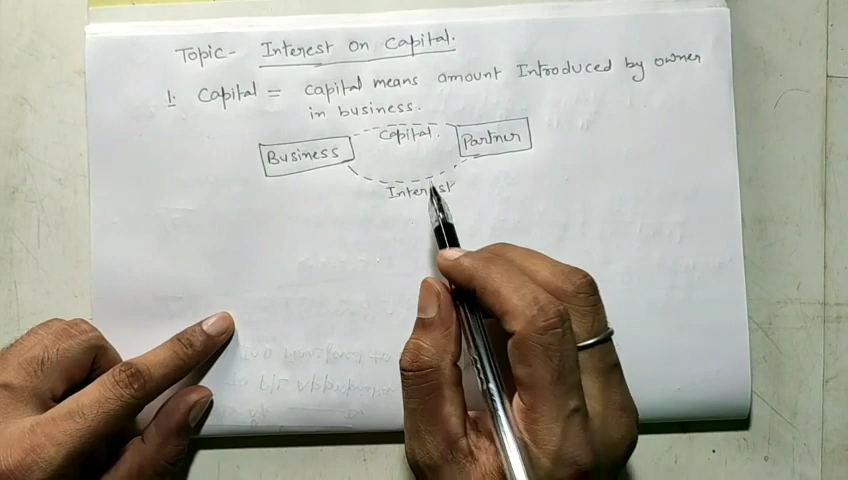 Topic- Interest on Capital.
1. Capital = capital means amount Introduced by owner
in business.
Capital.
Business
Partner
Interest